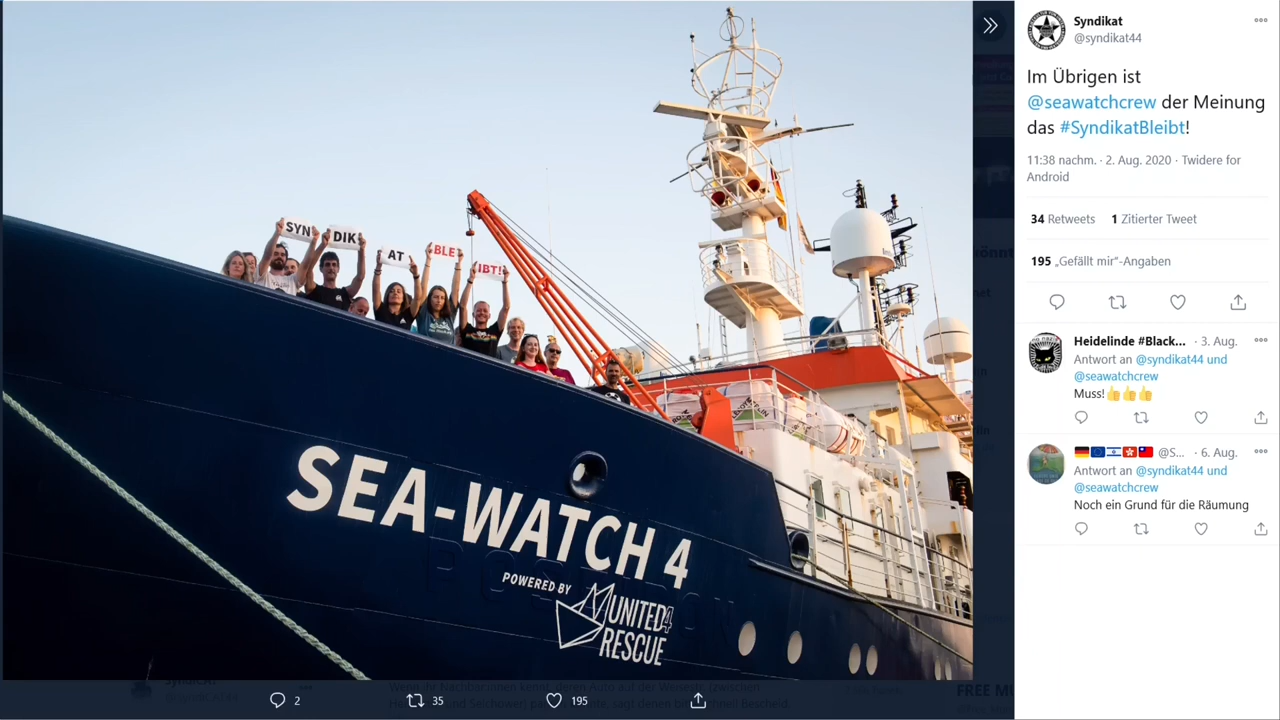 SYN
DIK
AT
BLE
IBT!
SEA-WATCH 4
POWERED BY
UNITED4
RESCUE
2
35
195
Syndikat
@syndikat44
Im Übrigen ist
@seawatchcrew der Meinung
das #SyndikatBleibt!
11:38 nachm. · 2. Aug. 2020 · Twidere for
Android
34 Retweets 1 Zitierter Tweet
195 „Gefällt mir“-Angaben
Heidelinde #Black... · 3. Aug.
Antwort an @syndikat44 und
@seawatchcrew
Muss!👍👍👍
@S... · 6. Aug.
Antwort an @syndikat44 und
@seawatchcrew
Noch ein Grund für die Räumung